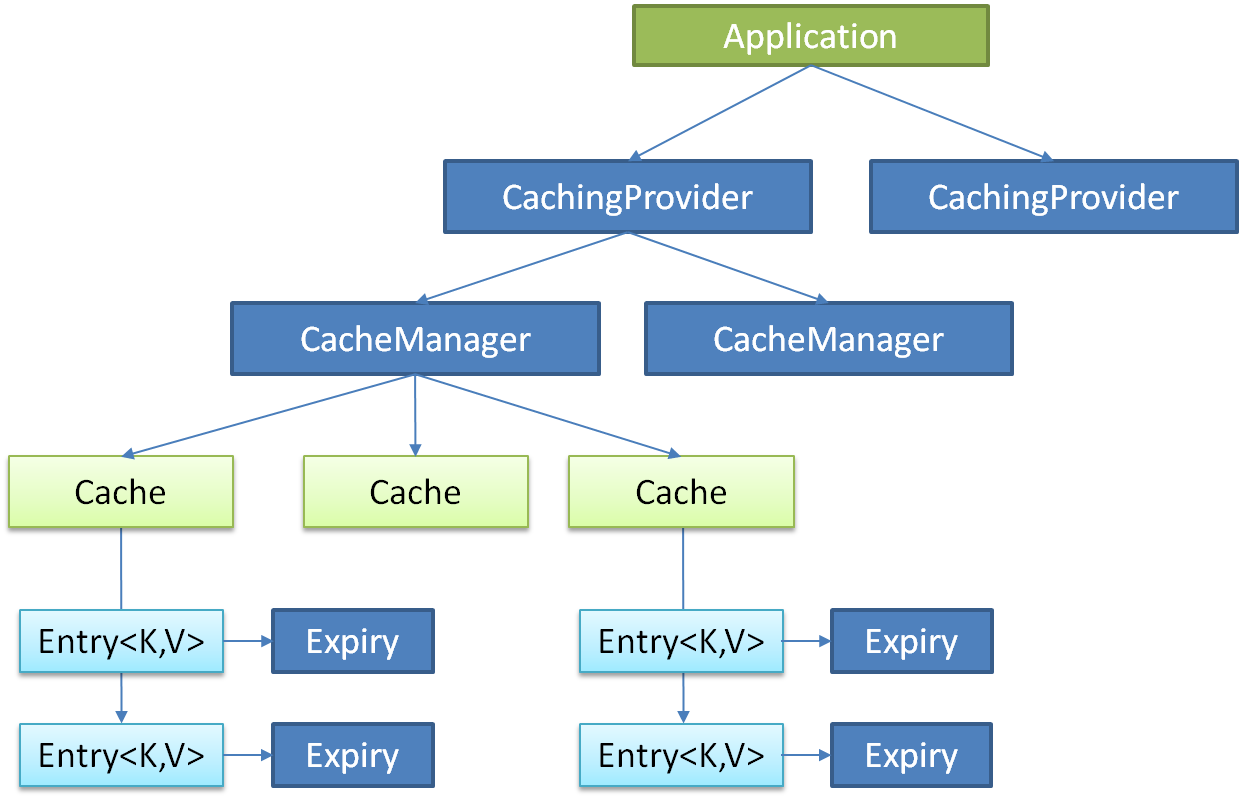 Application
CachingProvider
CachingProvider
CacheManager
CacheManager
Cache
Cache
Cache
Entry<K,V>
Expiry
Entry<K,V>
Expiry
Entry<K,V>
Expiry
Entry<K,V>
Expiry